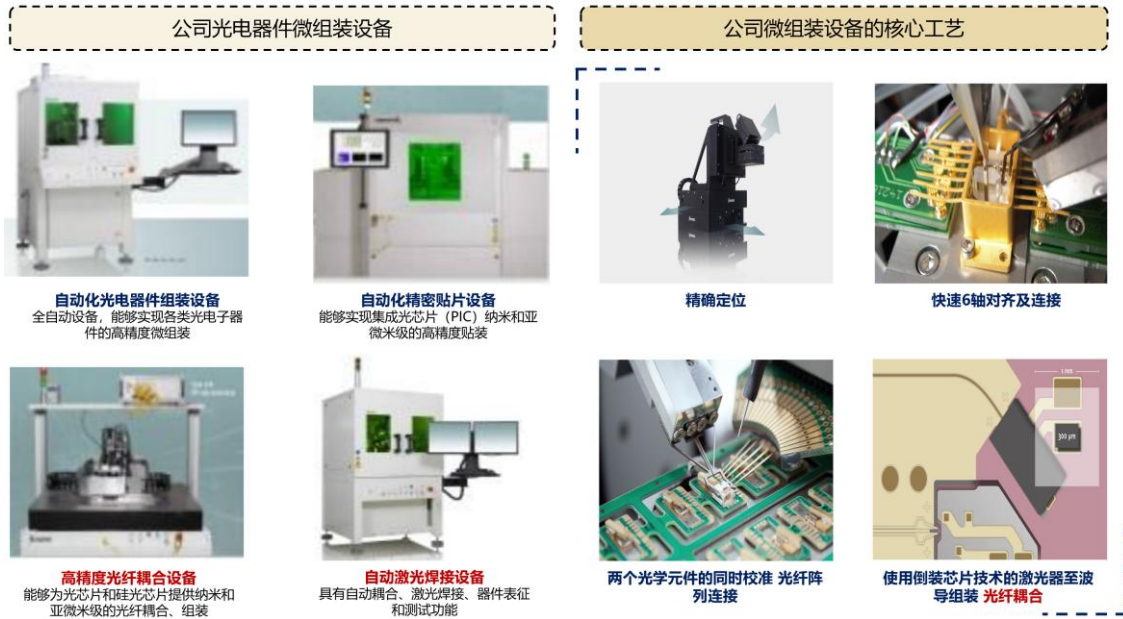 公司光电器件微组装设备
公司微组装设备的核心工艺
自动化光电器件组装设备
全自动设备，能够实现各类光电子器
件的高精度微组装
自动化精密贴片设备
能够实现集成光芯片（PIC）纳米和亚
微米级的高精度贴装
精确定位
快速6轴对齐及连接
高精度光纤耦合设备
能够为光芯片和硅光芯片提供纳米和
亚微米级的光纤耦合、组装
自动激光焊接设备
具有自动耦合、激光焊接、器件表征
和测试功能
300 μm
两个光学元件的同时校准 光纤阵
列连接
使用倒装芯片技术的激光器至波
导组装 光纤耦合